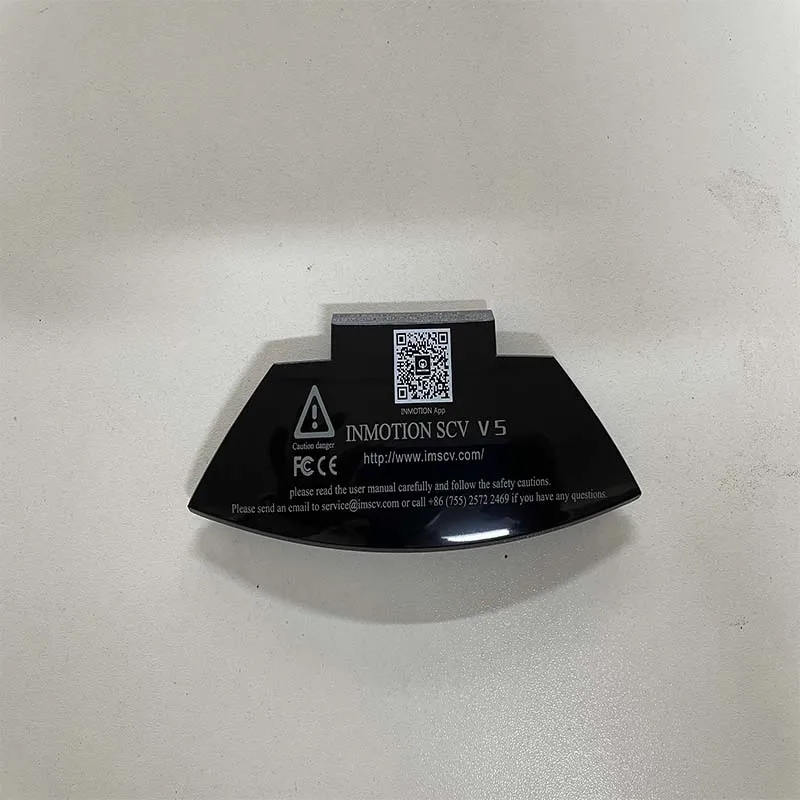 INMOTION App
INMOTION SCV V5
Caution danger
http://www.imscv.com/
FC CE
please read the user manual carefully and follow the safety cautions.
Please send an email to service@imscv.com or call +86 (755) 2572 2469 if you have any questions.